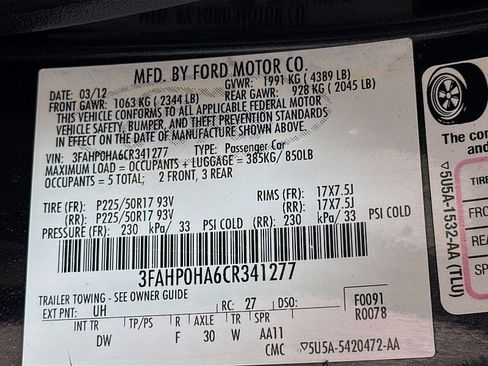 MFD. BY FORD MOTOR CO.
DATE: 03/12 GVWR: 1991 KG ( 4389 LB)
FRONT GAWR: 1063 KG ( 2344 LB) REAR GAWR: 928 KG ( 2045 LB)
THIS VEHICLE CONFORMS TO ALL APPLICABLE FEDERAL MOTOR
VEHICLE SAFETY, BUMPER, AND THEFT PREVENTION STANDARDS
IN EFFECT ON THE DATE OF MANUFACTURE SHOWN ABOVE.
VIN: 3FAHP0HA6CR341277 TYPE: Passenger Car
MAXIMUM LOAD = OCCUPANTS + LUGGAGE = 385KG / 850LB
OCCUPANTS = 5 TOTAL; 2 FRONT, 3 REAR
TIRE (FR): P225/50R17 93V RIMS (FR): 17X7.5J
(RR): P225/50R17 93V (RR): 17X7.5J
PRESSURE (FR): 230 kPa/ 33 PSI COLD (RR): 230 kPa/ 33 PSI COLD
3FAHP0HA6CR341277
TRAILER TOWING - SEE OWNER GUIDE
EXT PNT: UH RC: 27 DSO: F0091
INT TR TP/PS R AXLE TR SPR R0078
DW F 30 W AA11
CMC ▽5U5A-5420472-AA
The con
and
TIRE
FRO
REA
SP
▽5U5A-1532-AA (TLU)